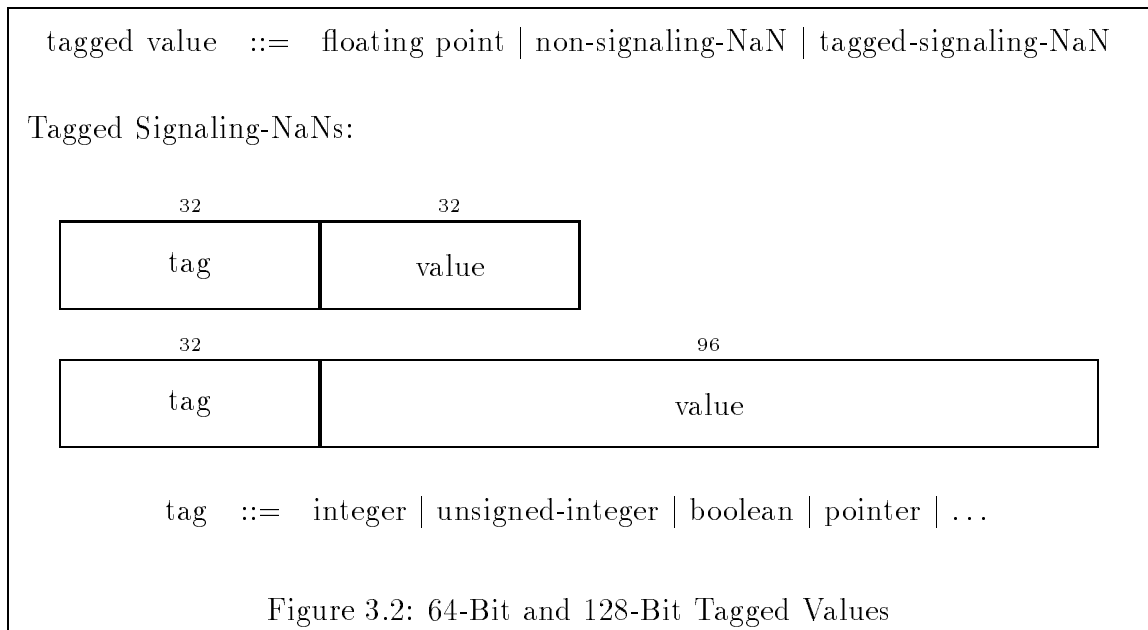 tagged value ::= floating point | non-signaling-NaN | tagged-signaling-NaN
Tagged Signaling-NaNs:
32 32
tag value
32 96
tag value
tag ::= integer | unsigned-integer | boolean | pointer | ...
Figure 3.2: 64-Bit and 128-Bit Tagged Values